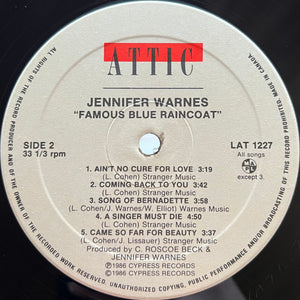 ATTIC
JENNIFER WARNES
"FAMOUS BLUE RAINCOAT"
SIDE 2
33 1/3 rpm
LAT 1227
All songs
except 3.
1. AIN'T NO CURE FOR LOVE 3:19
(L. Cohen) Stranger Music
2. COMING BACK TO YOU 3:42
(L. Cohen) Stranger Music
3. SONG OF BERNADETTE 3:58
(L. Cohen/J. Warnes/W. Elliot) Warnes Music
4. A SINGER MUST DIE 4:50
(L. Cohen) Stranger Music
5. CAME SO FAR FOR BEAUTY 3:37
(L. Cohen/J. Lissauer) Stranger Music
Produced by C. ROSCOE BECK &
JENNIFER WARNES
℗ 1986 CYPRESS RECORDS
© 1986 CYPRESS RECORDS
ALL RIGHTS OF THE RECORD PRODUCER AND OF THE OWNER OF THE RECORDED WORK RESERVED. UNAUTHORIZED COPYING, PUBLIC PERFORMANCE AND/OR BROADCASTING OF THIS RECORD PROHIBITED. MADE IN CANADA.